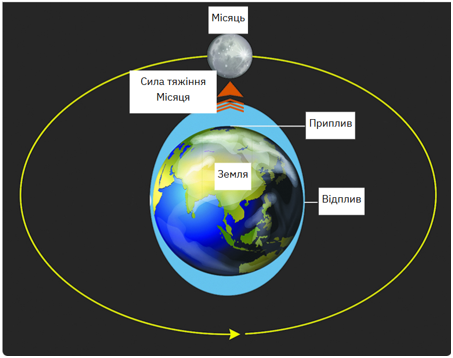 Місяць
Сила тяжіння
Місяця
Приплив
Земля
Відплив